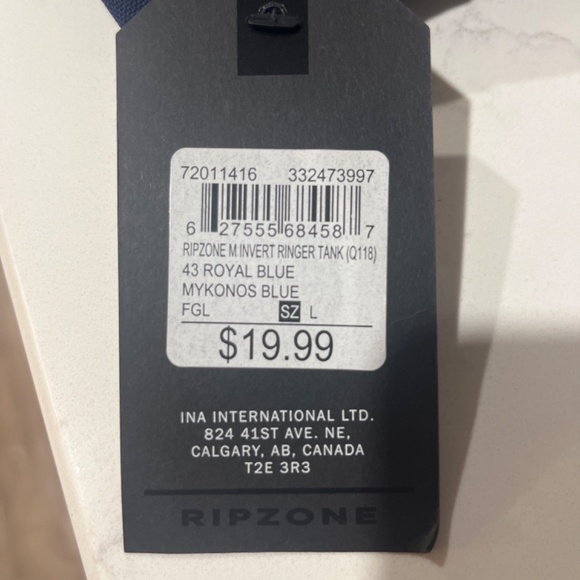 72011416 332473997
6 27555 68458 7
RIPZONE M INVERT RINGER TANK (Q118)
43 ROYAL BLUE
MYKONOS BLUE
FGL SZ L
$19.99
INA INTERNATIONAL LTD.
824 41ST AVE. NE,
CALGARY, AB, CANADA
T2E 3R3
RIPZONE